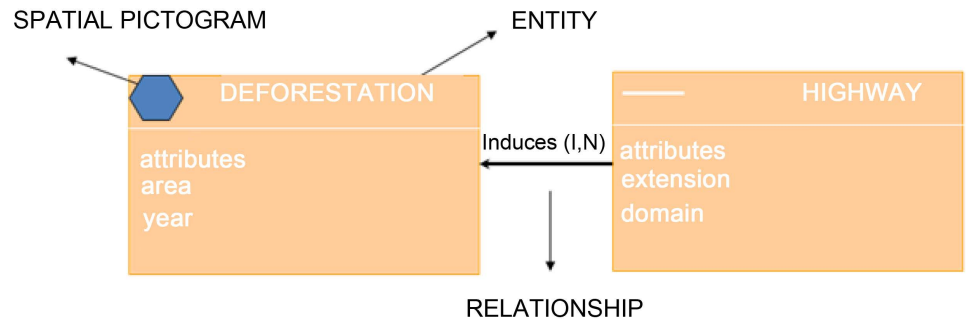 SPATIAL PICTOGRAM
ENTITY
DEFORESTATION
attributes
area
year
Induces (I,N)
HIGHWAY
attributes
extension
domain
RELATIONSHIP